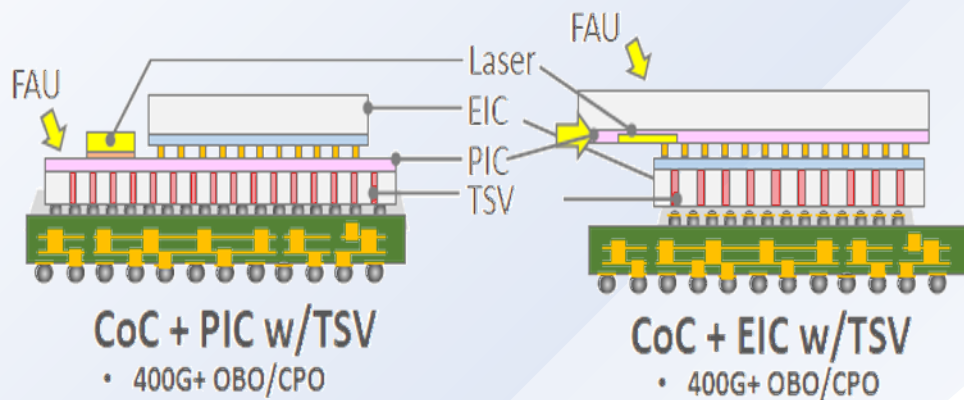 FAU
Laser
EIC
PIC
TSV
FAU
CoC + PIC w/TSV
• 400G+ OBO/CPO
CoC + EIC w/TSV
• 400G+ OBO/CPO